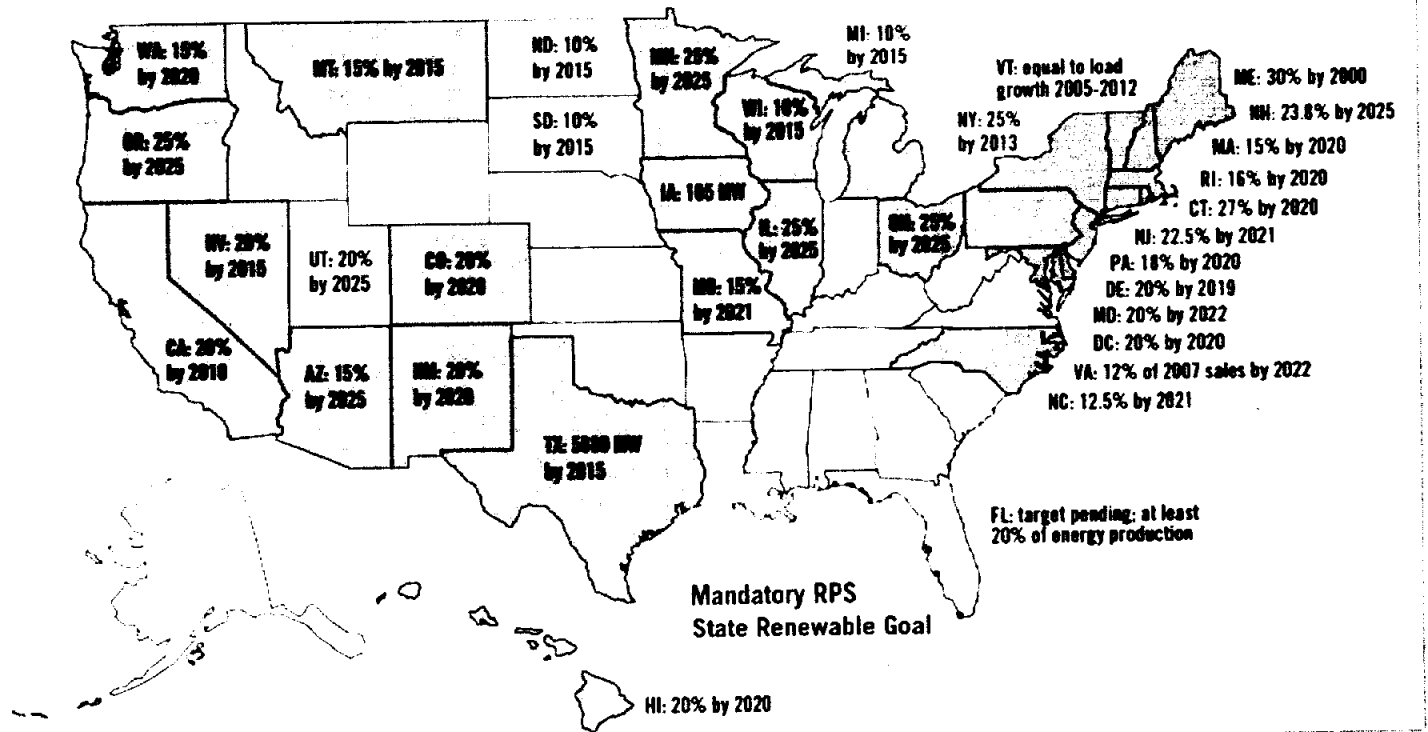 WA: 15%
by 2020
MT: 15% by 2015
ND: 10%
by 2015
MN: 25%
by 2025
MI: 10%
by 2015
VT: equal to load
growth 2005-2012
ME: 30% by 2000
NH: 23.8% by 2025
OR: 25%
by 2025
SD: 10%
by 2015
WI: 10%
by 2015
NY: 25%
by 2013
MA: 15% by 2020
RI: 16% by 2020
CT: 27% by 2020
IA: 105 MW
NV: 20%
by 2015
UT: 20%
by 2025
CO: 20%
by 2020
IL: 25%
by 2025
OH: 25%
by 2025
NJ: 22.5% by 2021
PA: 18% by 2020
DE: 20% by 2019
MO: 15%
by 2021
MD: 20% by 2022
DC: 20% by 2020
CA: 20%
by 2010
AZ: 15%
by 2025
NM: 20%
by 2020
VA: 12% of 2007 sales by 2022
NC: 12.5% by 2021
TX: 5880 MW
by 2015
FL: target pending; at least
20% of energy production
Mandatory RPS
State Renewable Goal
HI: 20% by 2020